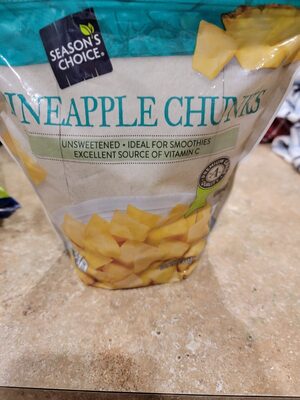 SEASON'S
CHOICE
INEAPPLE CHUNKS
UNSWEETENED • IDEAL FOR SMOOTHIES
EXCELLENT SOURCE OF VITAMIN C